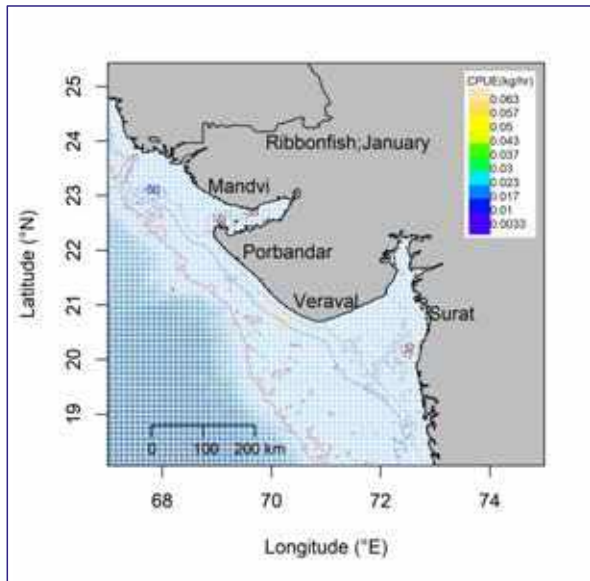 CPUE(kg/hr)
0.063
0.057
0.05
0.043
0.037
0.03
0.023
0.017
0.01
0.0033
Ribbonfish;January
Mandvi
Porbandar
Veraval
Surat
25
24
23
22
21
20
19
Latitude (°N)
0 100 200 km
68 70 72 74
Longitude (°E)